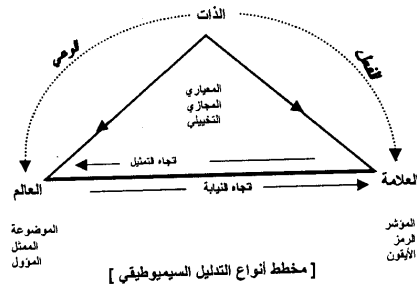 الذات
الوعي
الفعل
المعياري
المجازي
التخييلي
اتجاه التمثيل
العالم
اتجاه النيابة
العلامة
الموضوعة
الممثل
المؤول
المؤشر
الرمز
الأيقون
[ مخطط أنواع التدليل السيميوطيقي ]